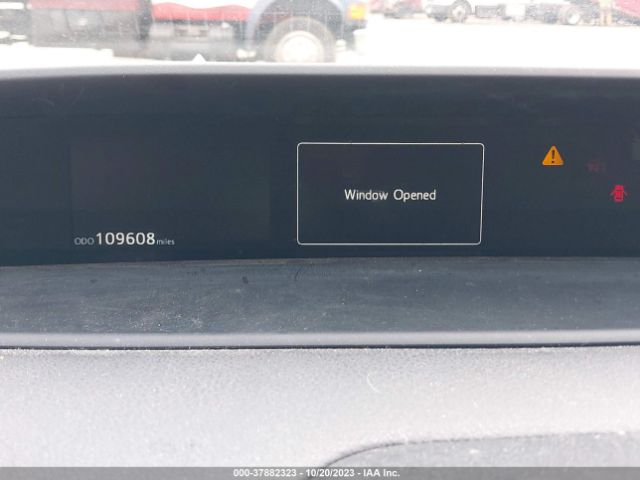 Window Opened
ODO 109608 miles
000-37882323 - 10/20/2023 - IAA Inc.